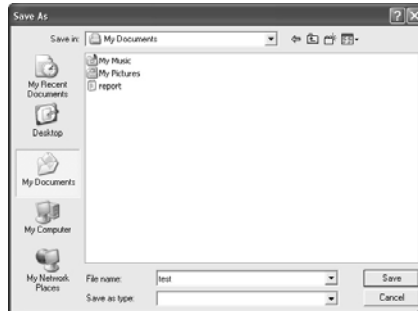 Save As
Save in:
My Documents
My Music
My Pictures
report
My Recent
Documents
Desktop
My Documents
My Computer
My Network
Places
File name:
test
Save
Save as type:
Cancel